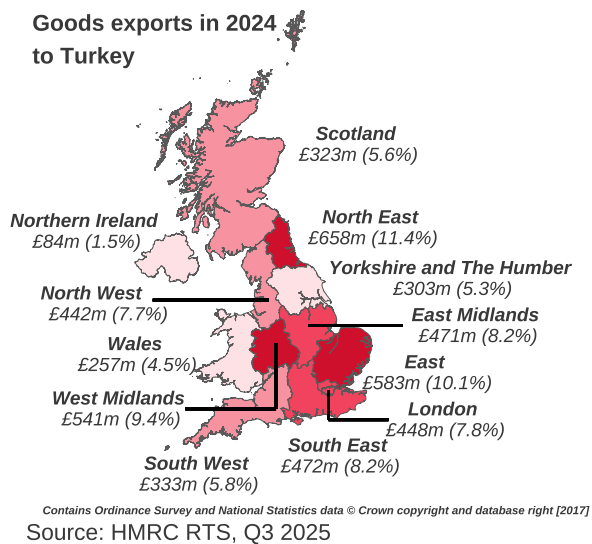 Goods exports in 2024
to Turkey
Scotland
£323m (5.6%)
Northern Ireland
£84m (1.5%)
North East
£658m (11.4%)
Yorkshire and The Humber
£303m (5.3%)
North West
£442m (7.7%)
East Midlands
£471m (8.2%)
Wales
£257m (4.5%)
East
£583m (10.1%)
West Midlands
£541m (9.4%)
London
£448m (7.8%)
South East
£472m (8.2%)
South West
£333m (5.8%)
Contains Ordinance Survey and National Statistics data © Crown copyright and database right [2017]
Source: HMRC RTS, Q3 2025